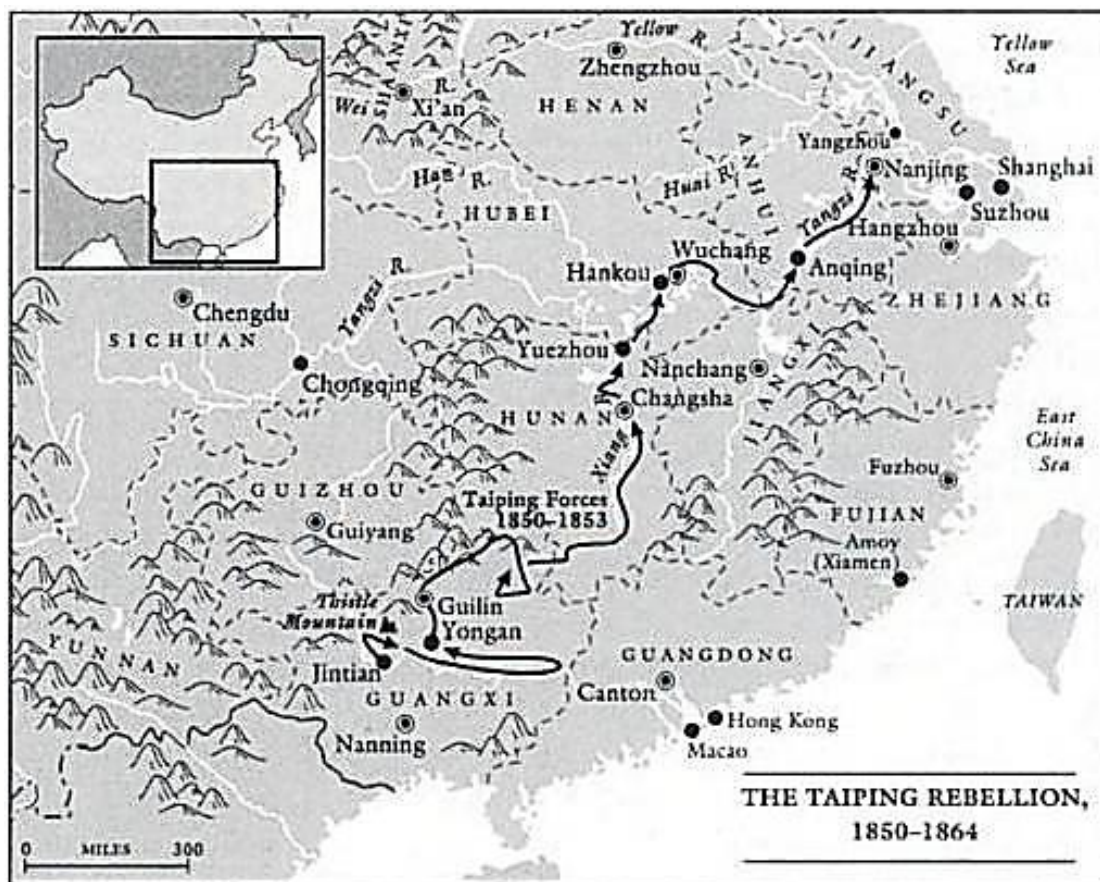 Yellow R.
Zhengzhou
JIANGSU
Yellow
Sea
SHAANXI
Wei R.
Xi'an
HENAN
ANHUI
Yangzhou
Nanjing
Shanghai
Suzhou
Han R.
Huni R.
HUBEI
Yangzi R.
Hangzhou
Wuchang
Hankou
Anqing
ZHEJIANG
Chengdu
Yangzi R.
SICHUAN
Yuezhou
Nanchang
JIANGXI
Chongqing
HUNAN
Changsha
Xiang
East
China
Sea
Fuzhou
GUIZHOU
Taiping Forces
1850–1853
Guiyang
FUJIAN
Amoy
(Xiamen)
Guilin
Thistle
Mountain
Yongan
TAIWAN
YUNNAN
Jintian
GUANGXI
GUANGDONG
Canton
Nanning
Hong Kong
Macao
THE TAIPING REBELLION,
1850–1864
0 MILES 300